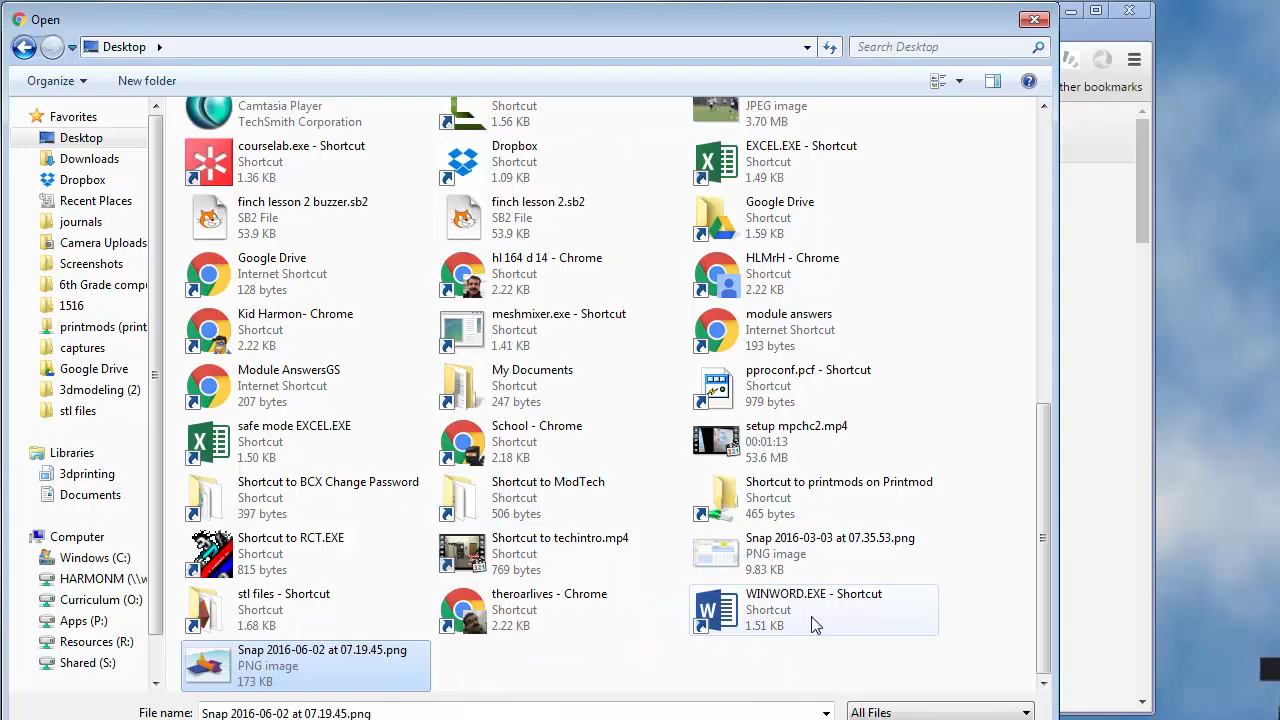 Open
Desktop
Search Desktop
Organize
New folder
ther bookmarks
Favorites
Desktop
Downloads
Dropbox
Recent Places
journals
Camera Uploads
Screenshots
6th Grade compu
1516
printmods (print
captures
Google Drive
3dmodeling (2)
stl files
Libraries
3dprinting
Documents
Computer
Windows (C:)
HARMONM (\\w
Curriculum (O:)
Apps (P:)
Resources (R:)
Shared (S:)
Camtasia Player
TechSmith Corporation
Shortcut
1.56 KB
JPEG image
3.70 MB
courselab.exe - Shortcut
Shortcut
1.36 KB
Dropbox
Shortcut
1.09 KB
EXCEL.EXE - Shortcut
Shortcut
1.49 KB
finch lesson 2 buzzer.sb2
SB2 File
53.9 KB
finch lesson 2.sb2
SB2 File
53.9 KB
Google Drive
Shortcut
1.59 KB
Google Drive
Internet Shortcut
128 bytes
hl 164 d 14 - Chrome
Shortcut
2.22 KB
HLMrH - Chrome
Shortcut
2.22 KB
Kid Harmon- Chrome
Shortcut
2.22 KB
meshmixer.exe - Shortcut
Shortcut
1.41 KB
module answers
Internet Shortcut
193 bytes
Module AnswersGS
Internet Shortcut
207 bytes
My Documents
Shortcut
247 bytes
pproconf.pcf - Shortcut
Shortcut
979 bytes
safe mode EXCEL.EXE
Shortcut
1.50 KB
School - Chrome
Shortcut
2.18 KB
setup mpchc2.mp4
00:01:13
53.6 MB
Shortcut to BCX Change Password
Shortcut
397 bytes
Shortcut to ModTech
Shortcut
506 bytes
Shortcut to printmods on Printmod
Shortcut
465 bytes
Shortcut to RCT.EXE
Shortcut
815 bytes
Shortcut to techintro.mp4
Shortcut
769 bytes
Snap 2016-03-03 at 07.35.53.png
PNG image
9.83 KB
stl files - Shortcut
Shortcut
1.68 KB
theroarlives - Chrome
Shortcut
2.22 KB
WINWORD.EXE - Shortcut
Shortcut
1.51 KB
Snap 2016-06-02 at 07.19.45.png
PNG image
173 KB
File name:
Snap 2016-06-02 at 07.19.45.png
All Files